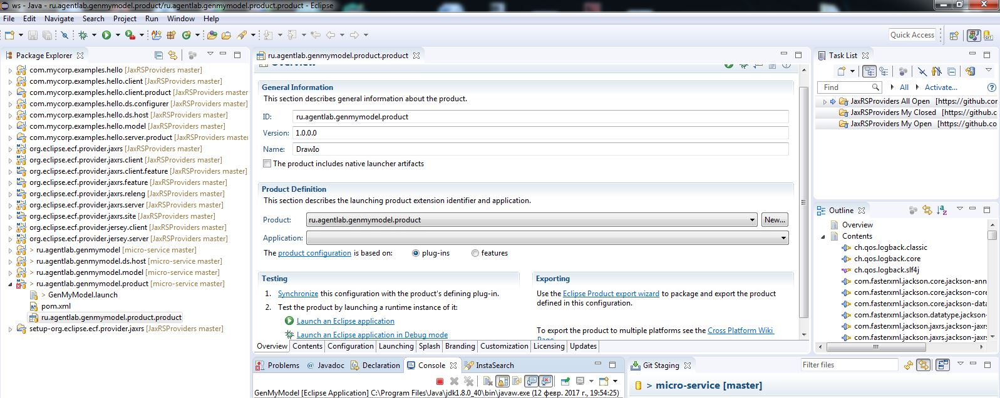 ws - Java - ru.agentlab.genmymodel.product/ru.agentlab.genmymodel.product.product - Eclipse
File Edit Navigate Search Project Run Window Help
Quick Access
Package Explorer
com.mycorp.examples.hello [JaxRSProviders master]
com.mycorp.examples.hello.client [JaxRSProviders master]
com.mycorp.examples.hello.client.product [JaxRSProviders master
com.mycorp.examples.hello.ds.configurer [JaxRSProviders master]
com.mycorp.examples.hello.ds.host [JaxRSProviders master]
com.mycorp.examples.hello.model [JaxRSProviders master]
com.mycorp.examples.hello.server.product [JaxRSProviders master]
org.eclipse.ecf.provider.jaxrs [JaxRSProviders master]
org.eclipse.ecf.provider.jaxrs.client [JaxRSProviders master]
org.eclipse.ecf.provider.jaxrs.client.feature [JaxRSProviders master]
org.eclipse.ecf.provider.jaxrs.feature [JaxRSProviders master]
org.eclipse.ecf.provider.jaxrs.releng [JaxRSProviders master]
org.eclipse.ecf.provider.jaxrs.server [JaxRSProviders master]
org.eclipse.ecf.provider.jaxrs.site [JaxRSProviders master]
org.eclipse.ecf.provider.jersey.client [JaxRSProviders master]
org.eclipse.ecf.provider.jersey.server [JaxRSProviders master]
> ru.agentlab.genmymodel [micro-service master]
> ru.agentlab.genmymodel.ds.host [micro-service master]
> ru.agentlab.genmymodel.model [micro-service master]
> ru.agentlab.genmymodel.product [micro-service master]
> GenMyModel.launch
pom.xml
ru.agentlab.genmymodel.product.product
setup-org.eclipse.ecf.provider.jaxrs [JaxRSProviders master]
ru.agentlab.genmymodel.product.product
Overview
General Information
This section describes general information about the product.
ID: ru.agentlab.genmymodel.product
Version: 1.0.0.0
Name: DrawIo
The product includes native launcher artifacts
Product Definition
This section describes the launching product extension identifier and application.
Product: ru.agentlab.genmymodel.product New...
Application:
The product configuration is based on: plug-ins features
Testing
1. Synchronize this configuration with the product's defining plug-in.
2. Test the product by launching a runtime instance of it:
Launch an Eclipse application
Launch an Eclipse application in Debug mode
Exporting
Use the Eclipse Product export wizard to package and export the product
defined in this configuration.
To export the product to multiple platforms see the Cross Platform Wiki
Page.
Overview Contents Configuration Launching Splash Branding Customization Licensing Updates
Problems @ Javadoc Declaration Console InstaSearch
GenMyModel [Eclipse Application] C:\Program Files\Java\jdk1.8.0_40\bin\javaw.exe (12 февр. 2017 г., 19:54:25)
Task List
Find All Activate...
JaxRSProviders All Open [https://github.cor
JaxRSProviders My Closed [https://github.c
JaxRSProviders My Open [https://github.co
Outline
Overview
Contents
ch.qos.logback.classic
ch.qos.logback.core
ch.qos.logback.slf4j
com.fasterxml.jackson.core.jackson-ann
com.fasterxml.jackson.core.jackson-core
com.fasterxml.jackson.core.jackson-data
com.fasterxml.jackson.datatype.jackson-
com.fasterxml.jackson.jaxrs.jackson-jaxrs
com.fasterxml.jackson.jaxrs.jackson-jaxrs
Git Staging
Filter files
> micro-service [master]